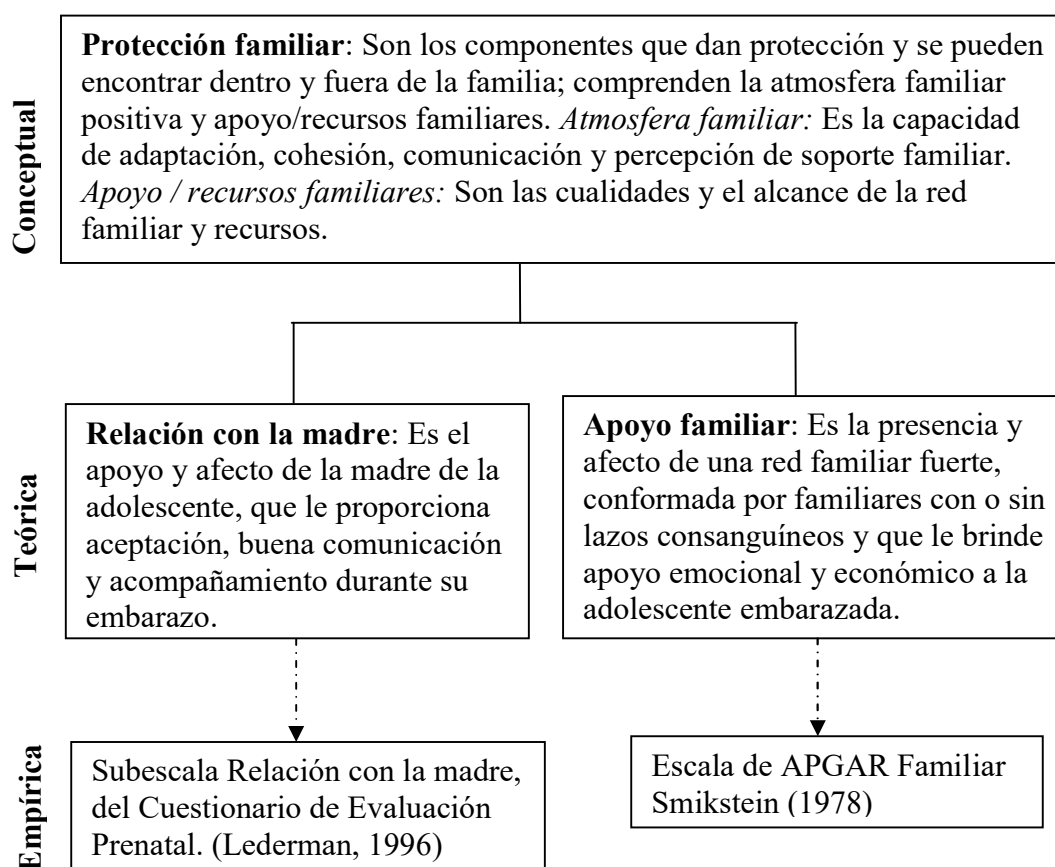 Conceptual
Protección familiar: Son los componentes que dan protección y se pueden
encontrar dentro y fuera de la familia; comprenden la atmosfera familiar
positiva y apoyo/recursos familiares. Atmosfera familiar: Es la capacidad
de adaptación, cohesión, comunicación y percepción de soporte familiar.
Apoyo / recursos familiares: Son las cualidades y el alcance de la red
familiar y recursos.
Teórica
Relación con la madre: Es el
apoyo y afecto de la madre de la
adolescente, que le proporciona
aceptación, buena comunicación
y acompañamiento durante su
embarazo.
Apoyo familiar: Es la presencia y
afecto de una red familiar fuerte,
conformada por familiares con o sin
lazos consanguíneos y que le brinde
apoyo emocional y económico a la
adolescente embarazada.
Empírica
Subescala Relación con la madre,
del Cuestionario de Evaluación
Prenatal. (Lederman, 1996)
Escala de APGAR Familiar
Smikstein (1978)